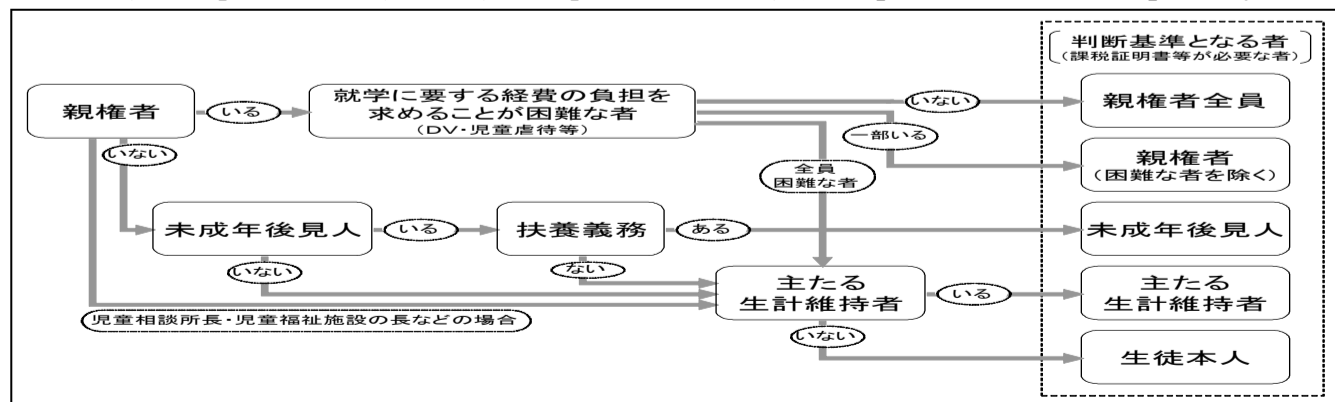 判断基準となる者
(課税証明書等が必要な者)
親権者
いる
就学に要する経費の負担を
求めることが困難な者
(DV・児童虐待等)
いない
親権者全員
一部いる
親権者
(困難な者を除く)
全員
困難な者
いない
未成年後見人
いる
扶養義務
ある
未成年後見人
いない
ない
主たる
生計維持者
いる
主たる
生計維持者
児童相談所長・児童福祉施設の長などの場合
いない
生徒本人